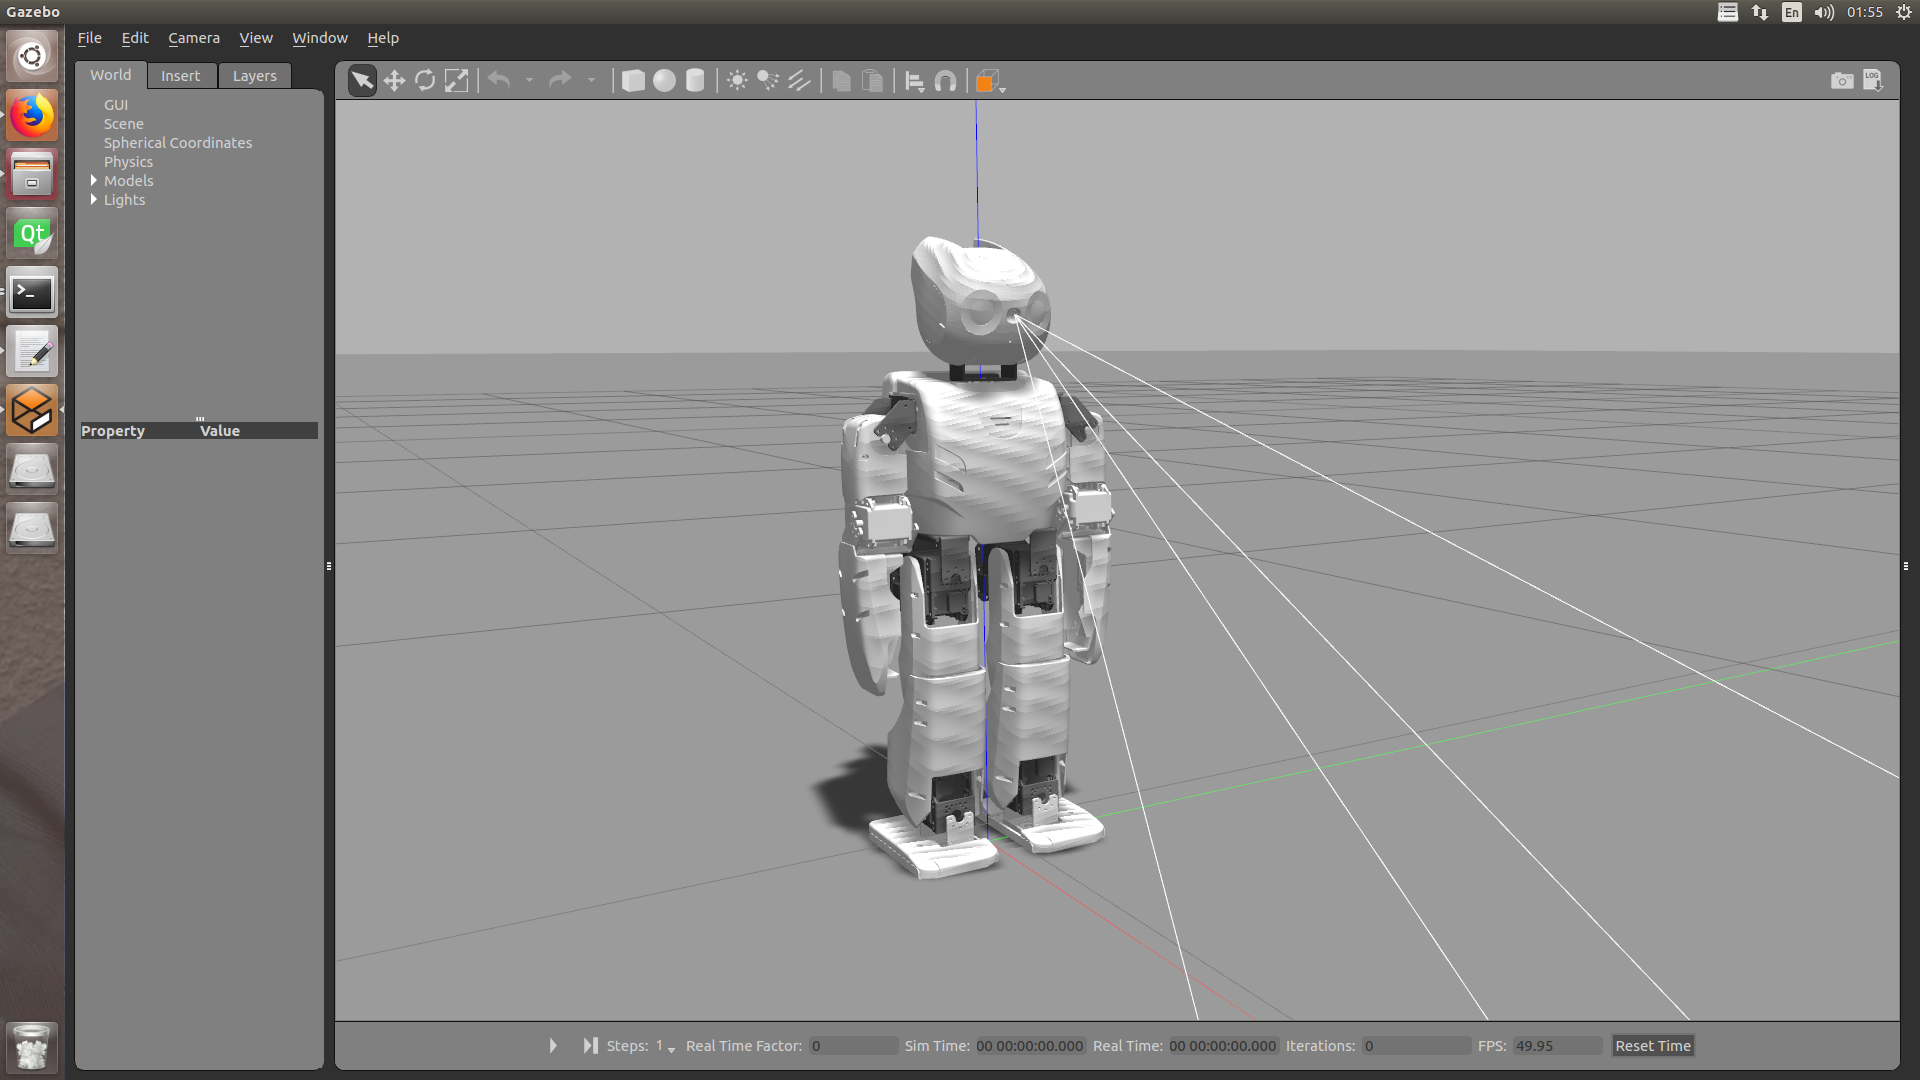 Gazebo
En
01:55
File Edit Camera View Window Help
World Insert Layers
LOG
GUI
Scene
Spherical Coordinates
Physics
Models
Lights
Qt
>_
Property Value
Steps: 1 Real Time Factor: 0 Sim Time: 00 00:00:00.000 Real Time: 00 00:00:00.000 Iterations: 0 FPS: 49.95 Reset Time